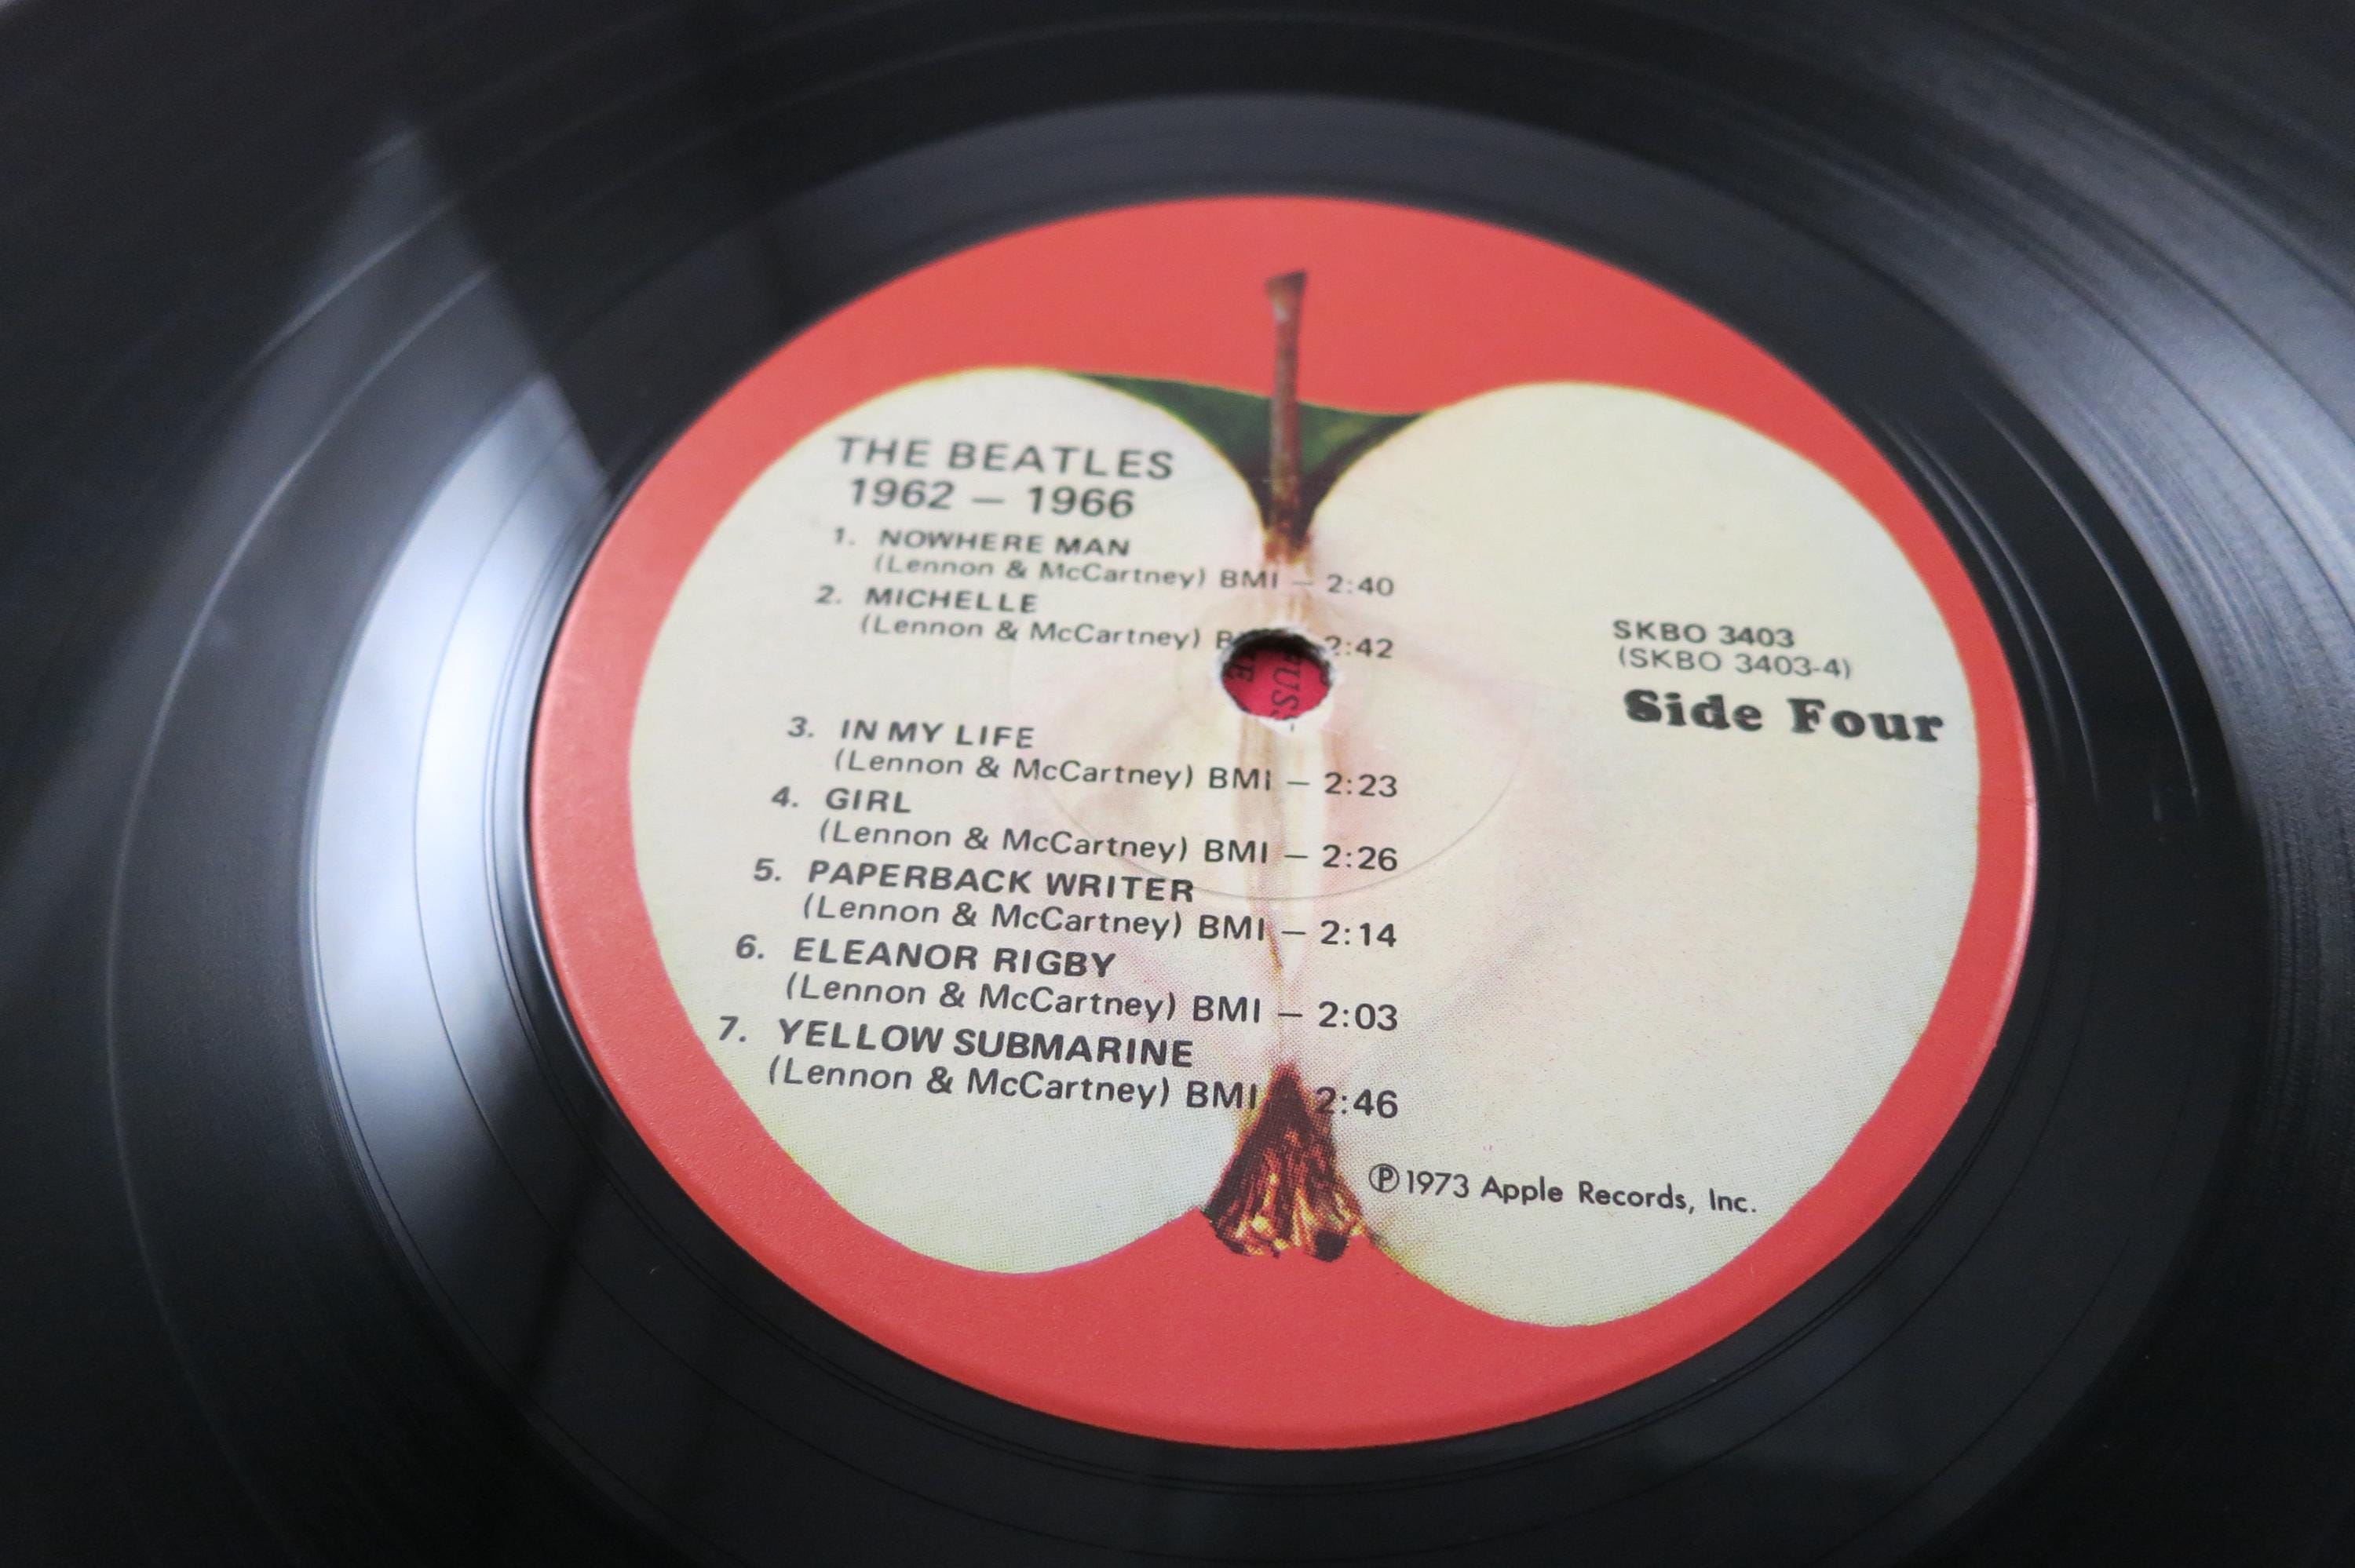 THE BEATLES
1962 — 1966
1. NOWHERE MAN
(Lennon & McCartney) BMI — 2:40
2. MICHELLE
(Lennon & McCartney) 2:42
3. IN MY LIFE
(Lennon & McCartney) BMI — 2:23
4. GIRL
(Lennon & McCartney) BMI — 2:26
5. PAPERBACK WRITER
(Lennon & McCartney) BMI — 2:14
6. ELEANOR RIGBY
(Lennon & McCartney) BMI — 2:03
7. YELLOW SUBMARINE
(Lennon & McCartney) BMI 2:46
SKBO 3403
(SKBO 3403-4)
Side Four
℗1973 Apple Records, Inc.